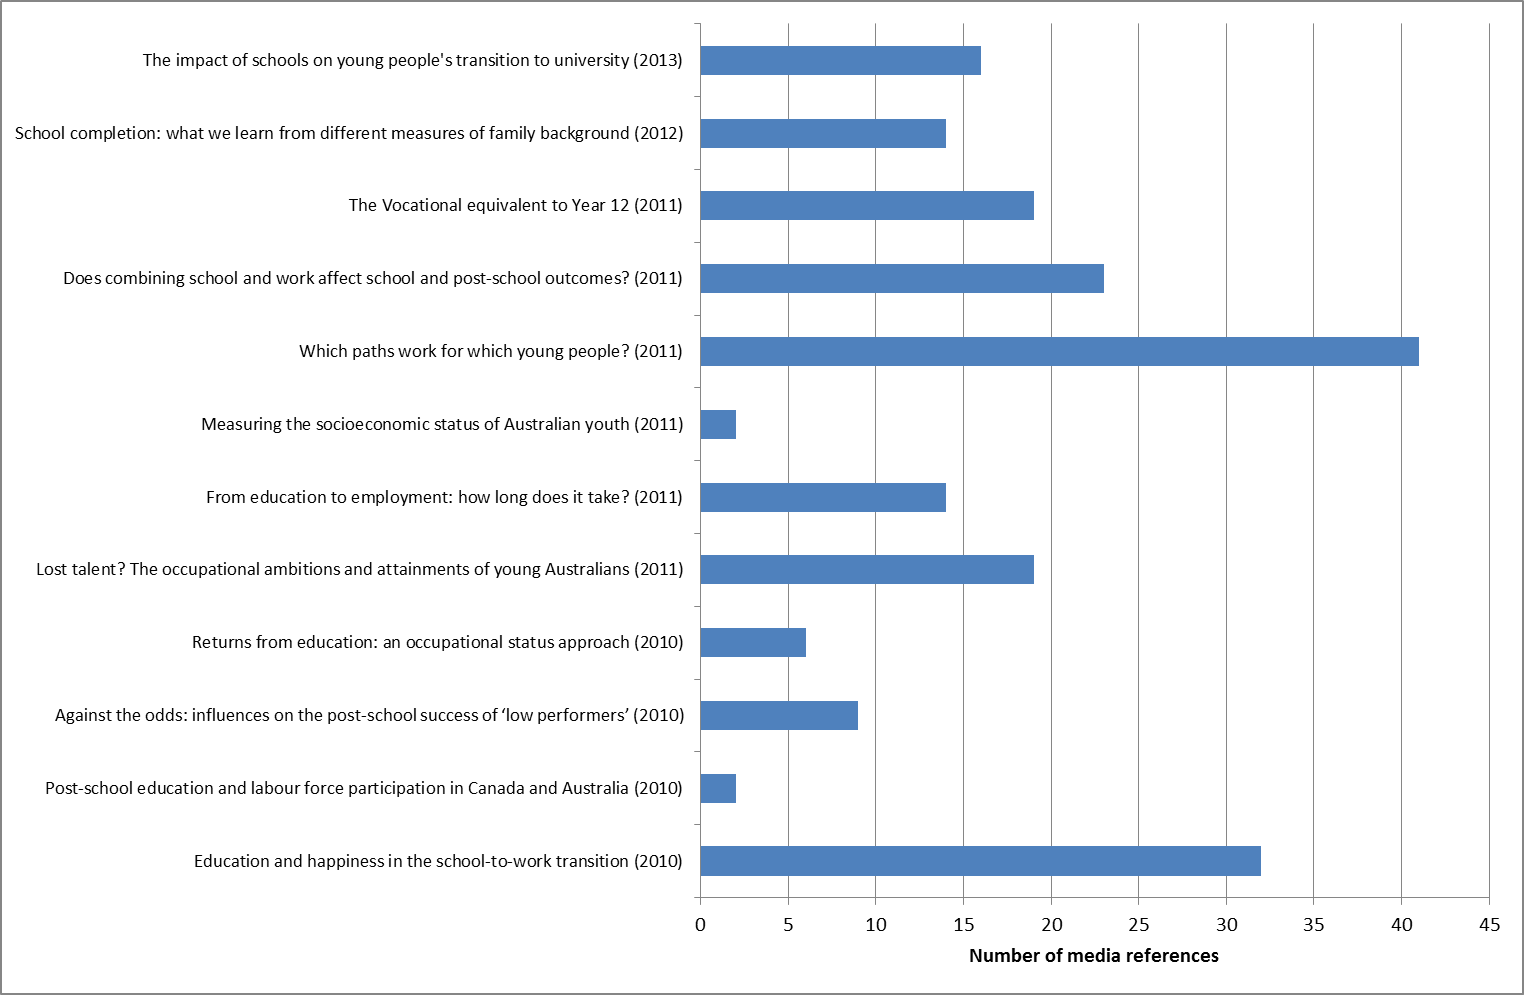 The impact of schools on young people's transition to university (2013)
School completion: what we learn from different measures of family background (2012)
The Vocational equivalent to Year 12 (2011)
Does combining school and work affect school and post-school outcomes? (2011)
Which paths work for which young people? (2011)
Measuring the socioeconomic status of Australian youth (2011)
From education to employment: how long does it take? (2011)
Lost talent? The occupational ambitions and attainments of young Australians (2011)
Returns from education: an occupational status approach (2010)
Against the odds: influences on the post-school success of ‘low performers’ (2010)
Post-school education and labour force participation in Canada and Australia (2010)
Education and happiness in the school-to-work transition (2010)
0 5 10 15 20 25 30 35 40 45
Number of media references